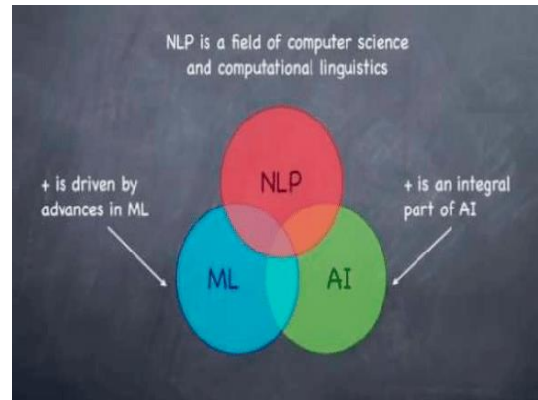 NLP is a field of computer science
and computational linguistics
NLP
+ is driven by
advances in ML
+ is an integral
part of AI
ML
AI